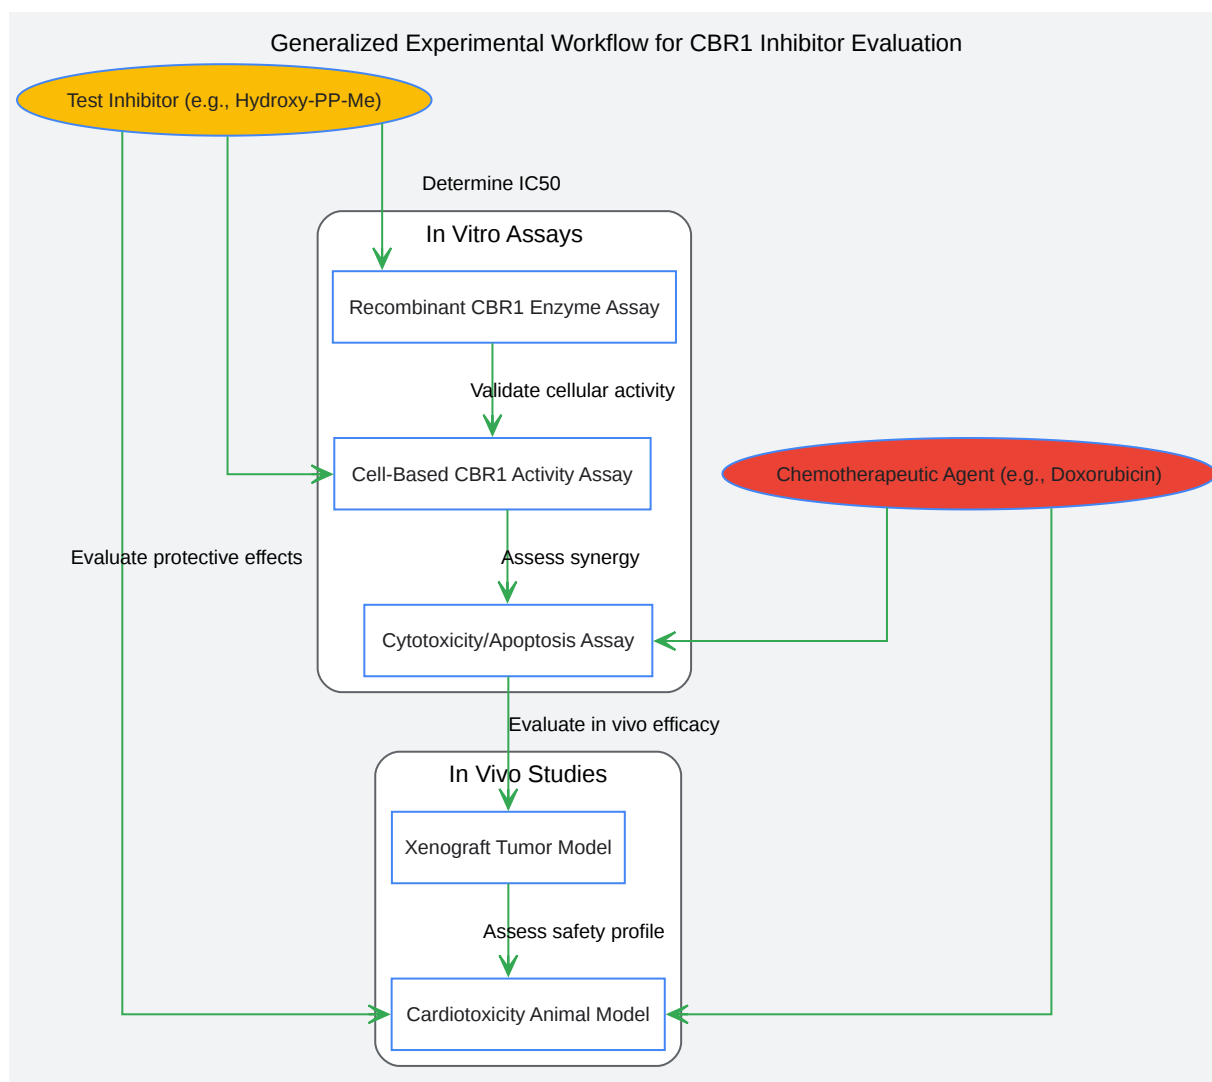 Generalized Experimental Workflow for CBR1 Inhibitor Evaluation
Test Inhibitor (e.g., Hydroxy-PP-Me)
Determine IC50
In Vitro Assays
Recombinant CBR1 Enzyme Assay
Validate cellular activity
Cell-Based CBR1 Activity Assay
Chemotherapeutic Agent (e.g., Doxorubicin)
Evaluate protective effects
Assess synergy
Cytotoxicity/Apoptosis Assay
Evaluate in vivo efficacy
In Vivo Studies
Xenograft Tumor Model
Assess safety profile
Cardiotoxicity Animal Model